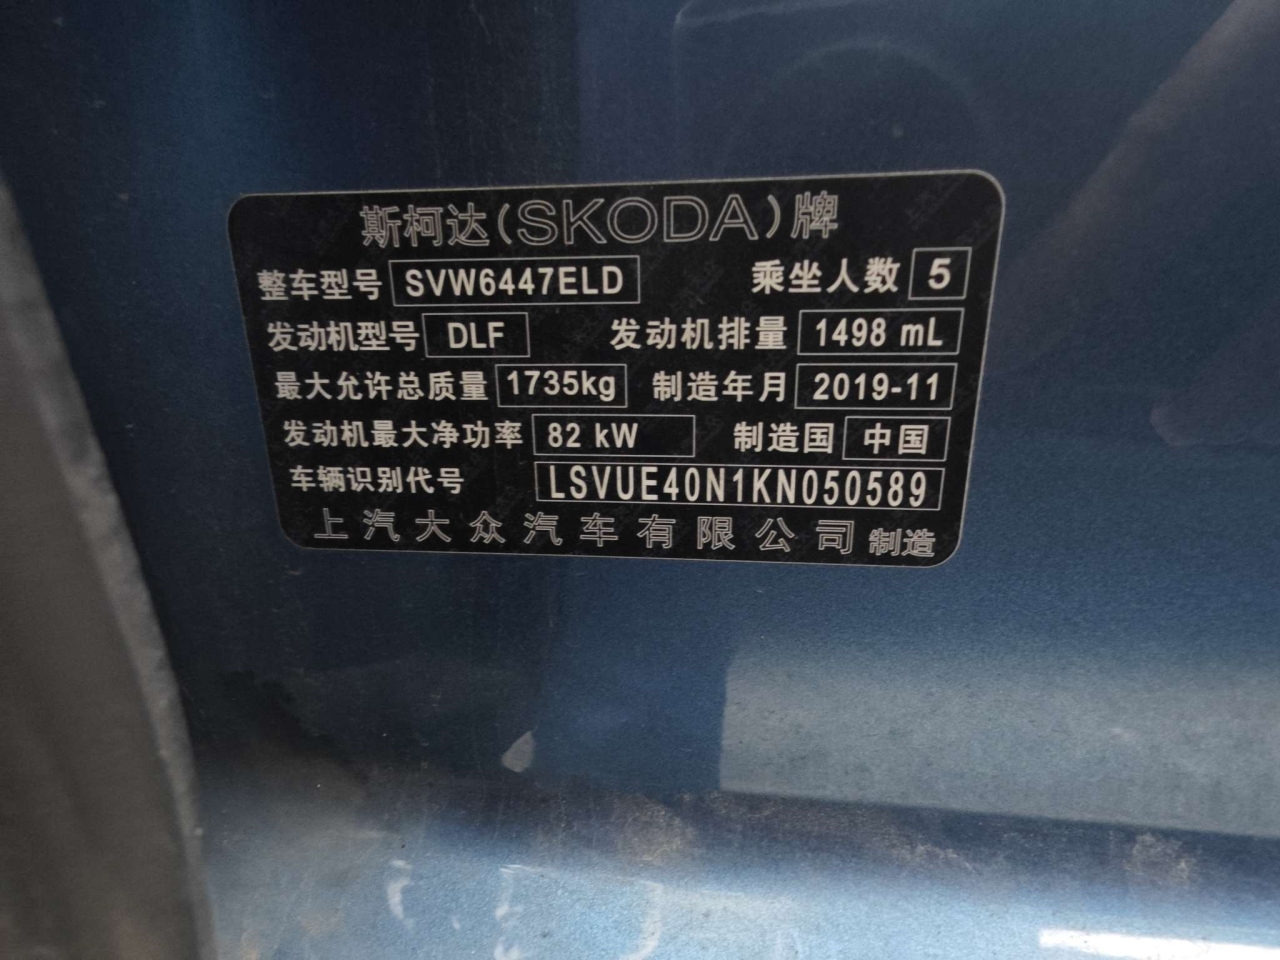 斯柯达(SKODA)牌
整车型号 SVW6447ELD 乘坐人数 5
发动机型号 DLF 发动机排量 1498 mL
最大允许总质量 1735kg 制造年月 2019-11
发动机最大净功率 82 kW 制造国 中国
车辆识别代号 LSVUE40N1KN050589
上汽大众汽车有限公司 制造